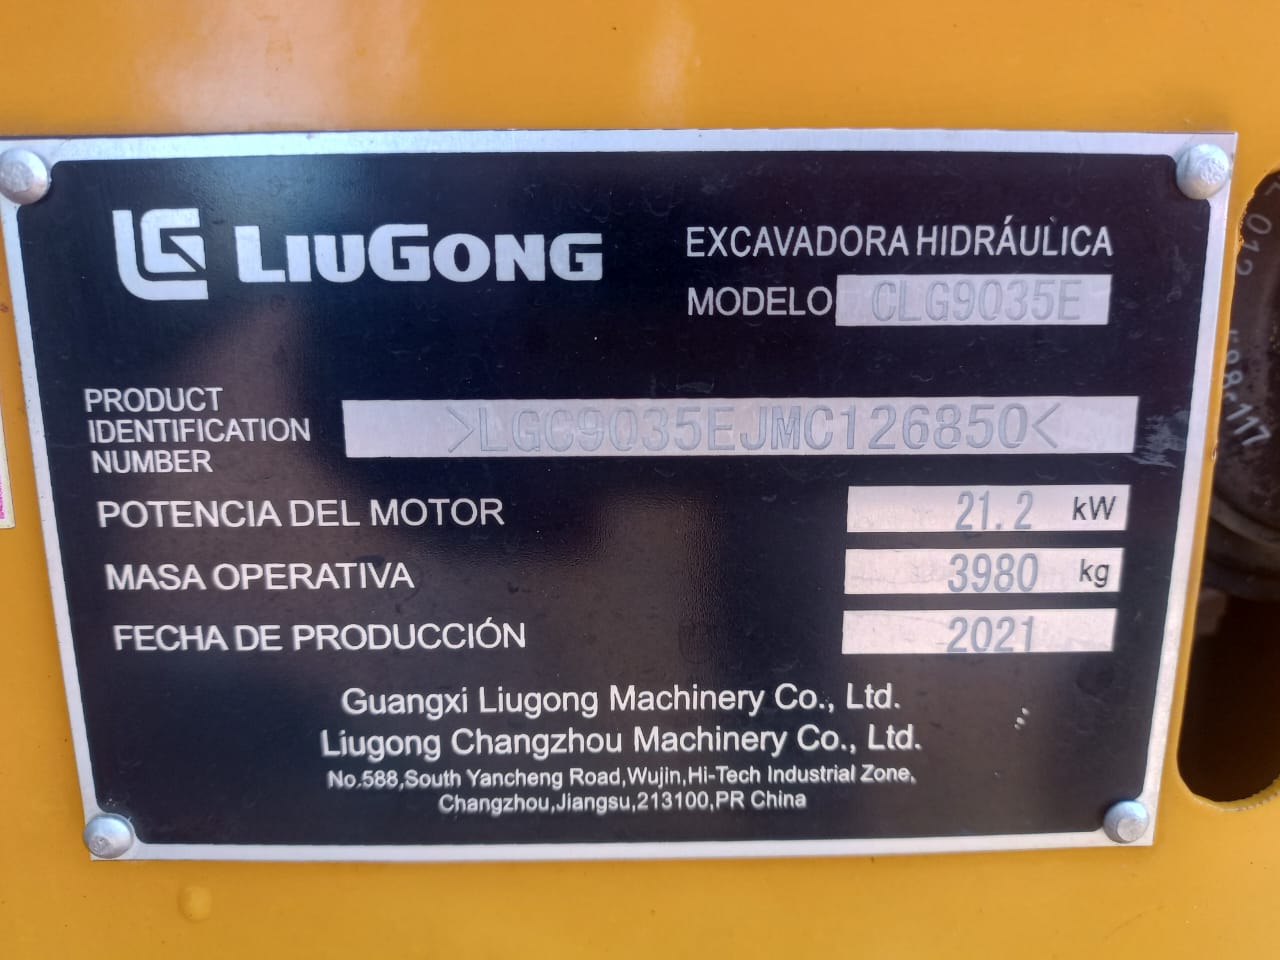 LG LIUGONG
EXCAVADORA HIDRÁULICA
MODELO CLG9035E
PRODUCT
IDENTIFICATION
NUMBER
>LGC9035EJMC126850<
POTENCIA DEL MOTOR 21.2 kW
MASA OPERATIVA 3980 kg
FECHA DE PRODUCCIÓN 2021
Guangxi Liugong Machinery Co., Ltd.
Liugong Changzhou Machinery Co., Ltd.
No.588,South Yancheng Road,Wujin,Hi-Tech Industrial Zone,
Changzhou,Jiangsu,213100,PR China